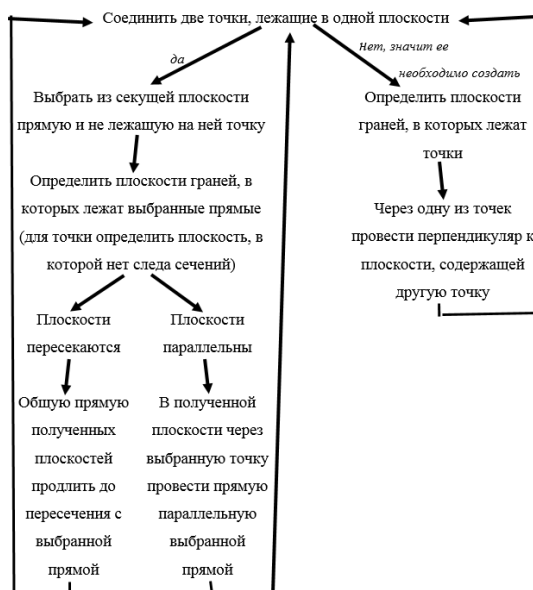 Соединить две точки, лежащие в одной плоскости
да
Нет, значит ее
необходимо создать
Выбрать из секущей плоскости
прямую и не лежащую на ней точку
Определить плоскости
граней, в которых лежат
точки
Определить плоскости граней, в
которых лежат выбранные прямые
(для точки определить плоскость, в
которой нет следа сечений)
Через одну из точек
провести перпендикуляр к
плоскости, содержащей
другую точку
Плоскости
пересекаются
Плоскости
параллельны
Общую прямую
полученных
плоскостей
продлить до
пересечения с
выбранной
прямой
В полученной
плоскости через
выбранную точку
провести прямую
параллельную
выбранной
прямой